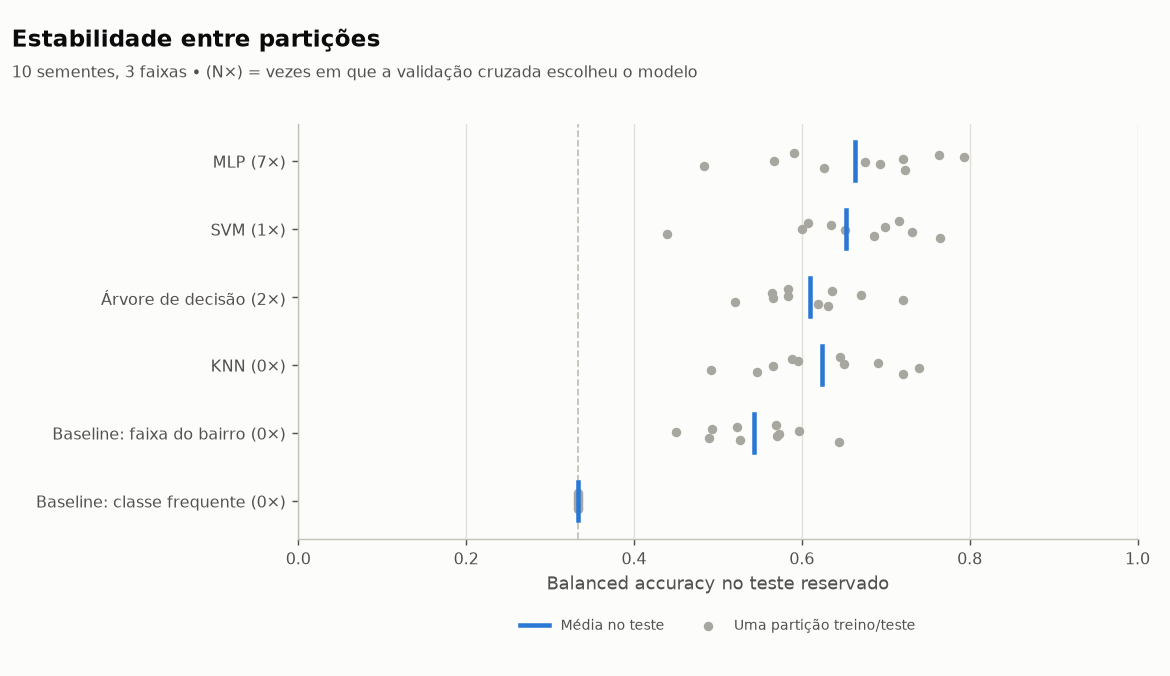 Estabilidade entre partições
10 sementes, 3 faixas • (N×) = vezes em que a validação cruzada escolheu o modelo
MLP (7×)
SVM (1×)
Árvore de decisão (2×)
KNN (0×)
Baseline: faixa do bairro (0×)
Baseline: classe frequente (0×)
0.0 0.2 0.4 0.6 0.8 1.0
Balanced accuracy no teste reservado
Média no teste Uma partição treino/teste